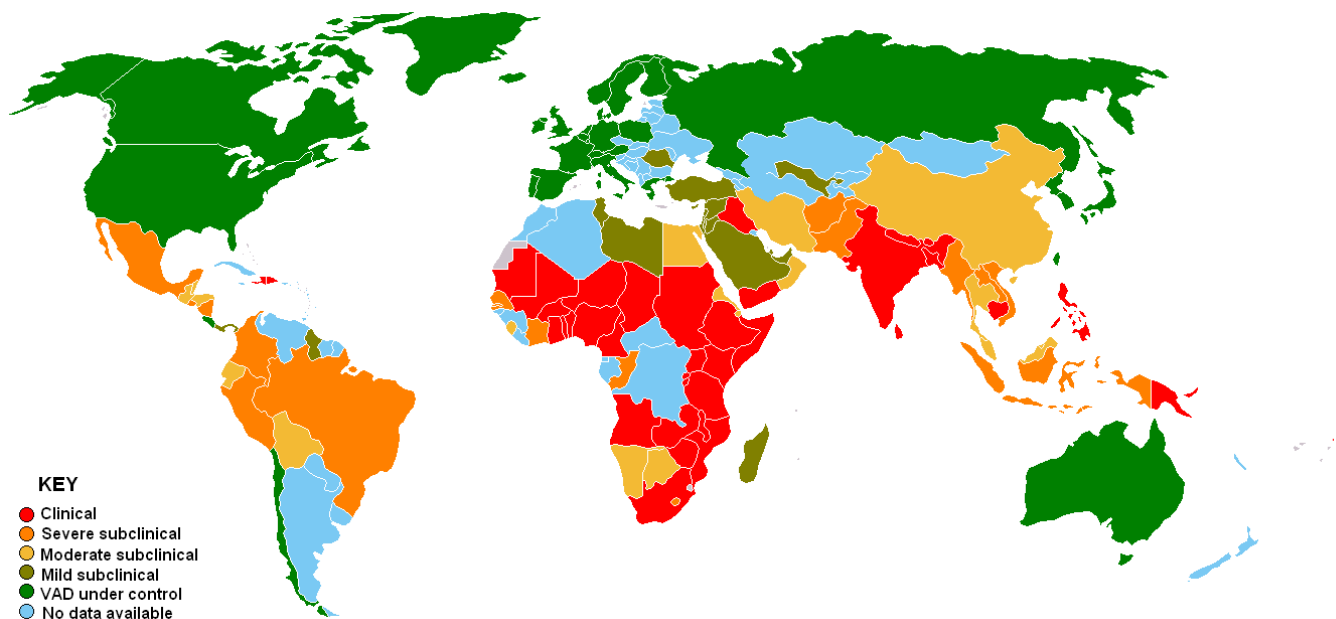 KEY
Clinical
Severe subclinical
Moderate subclinical
Mild subclinical
VAD under control
No data available